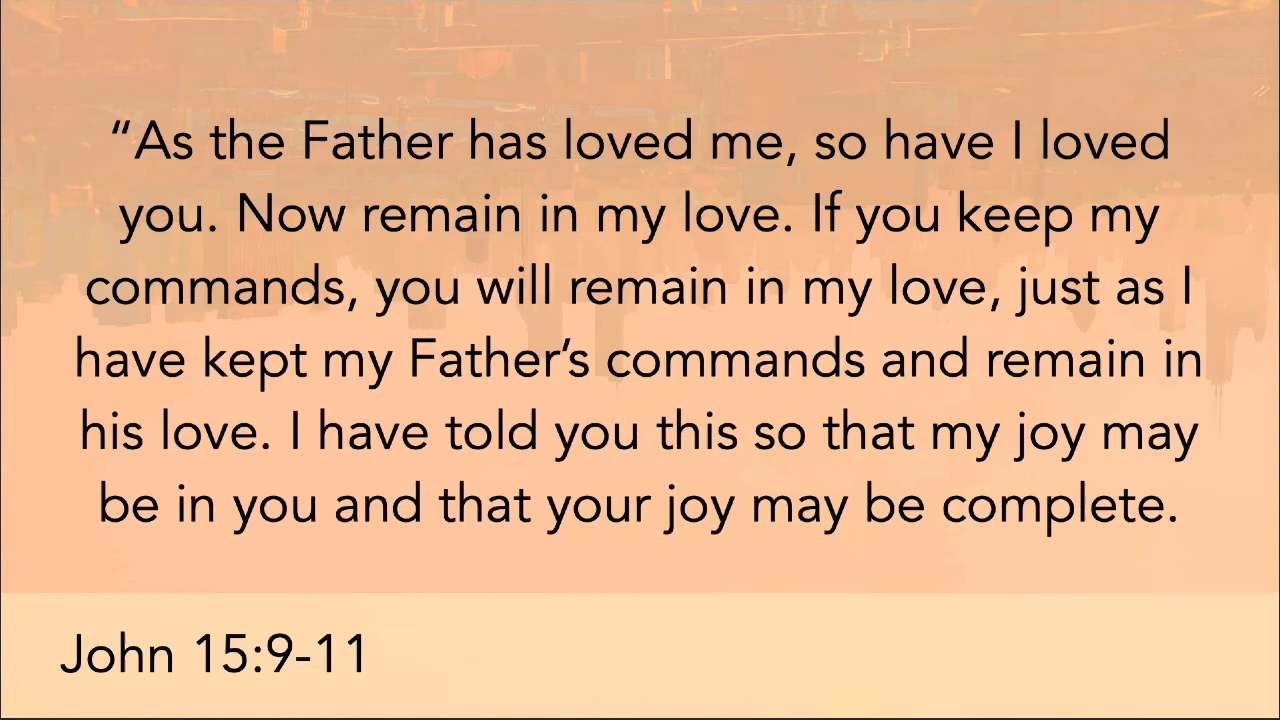 “As the Father has loved me, so have I loved
you. Now remain in my love. If you keep my
commands, you will remain in my love, just as I
have kept my Father’s commands and remain in
his love. I have told you this so that my joy may
be in you and that your joy may be complete.
John 15:9-11